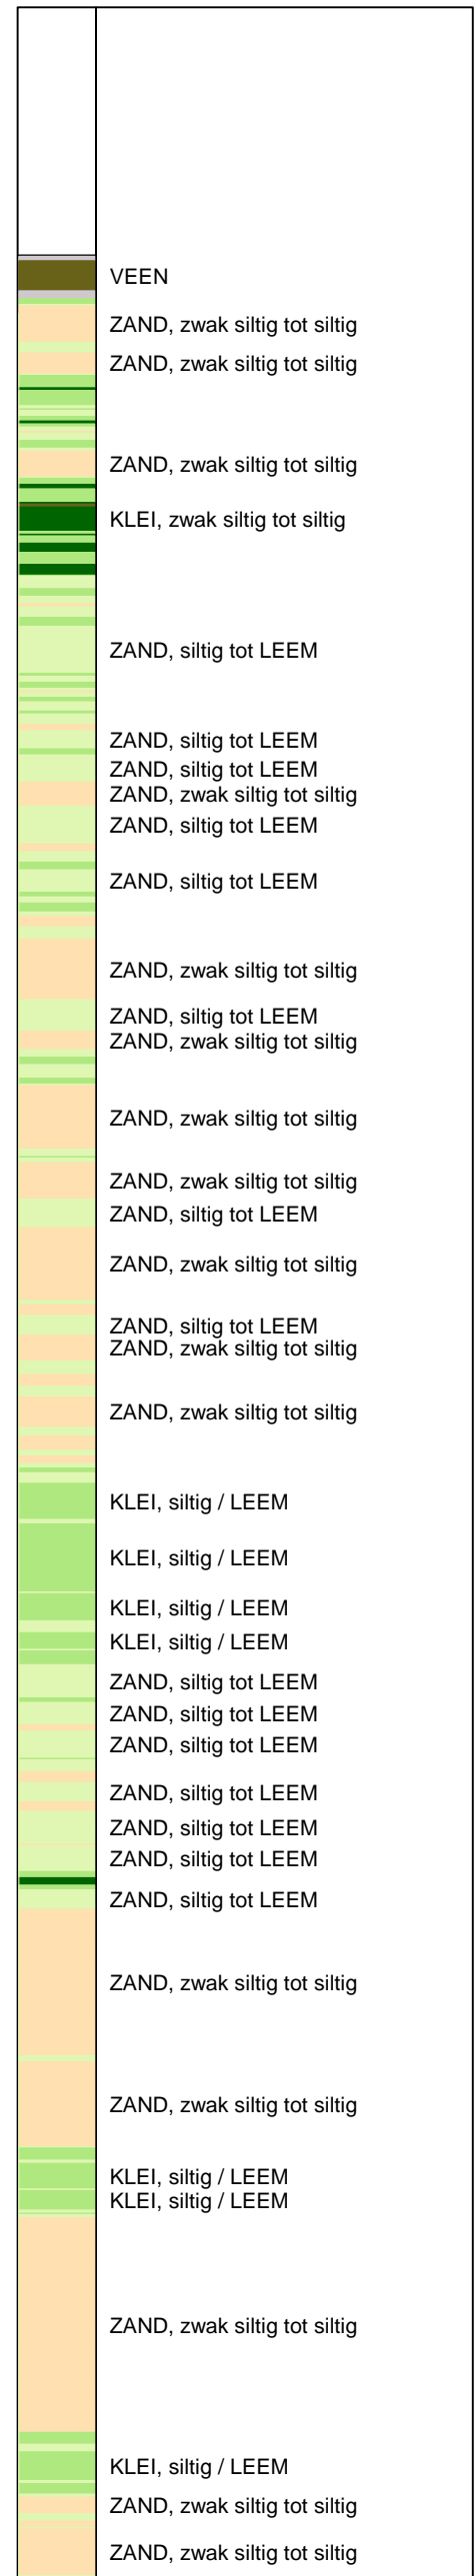 VEEN
ZAND, zwak siltig tot siltig
ZAND, zwak siltig tot siltig
ZAND, zwak siltig tot siltig
KLEI, zwak siltig tot siltig
ZAND, siltig tot LEEM
ZAND, siltig tot LEEM
ZAND, siltig tot LEEM
ZAND, zwak siltig tot siltig
ZAND, siltig tot LEEM
ZAND, siltig tot LEEM
ZAND, zwak siltig tot siltig
ZAND, siltig tot LEEM
ZAND, zwak siltig tot siltig
ZAND, zwak siltig tot siltig
ZAND, zwak siltig tot siltig
ZAND, siltig tot LEEM
ZAND, zwak siltig tot siltig
ZAND, siltig tot LEEM
ZAND, zwak siltig tot siltig
ZAND, zwak siltig tot siltig
KLEI, siltig / LEEM
KLEI, siltig / LEEM
KLEI, siltig / LEEM
KLEI, siltig / LEEM
ZAND, siltig tot LEEM
ZAND, siltig tot LEEM
ZAND, siltig tot LEEM
ZAND, siltig tot LEEM
ZAND, siltig tot LEEM
ZAND, siltig tot LEEM
ZAND, siltig tot LEEM
ZAND, zwak siltig tot siltig
ZAND, zwak siltig tot siltig
KLEI, siltig / LEEM
KLEI, siltig / LEEM
ZAND, zwak siltig tot siltig
KLEI, siltig / LEEM
ZAND, zwak siltig tot siltig
ZAND, zwak siltig tot siltig